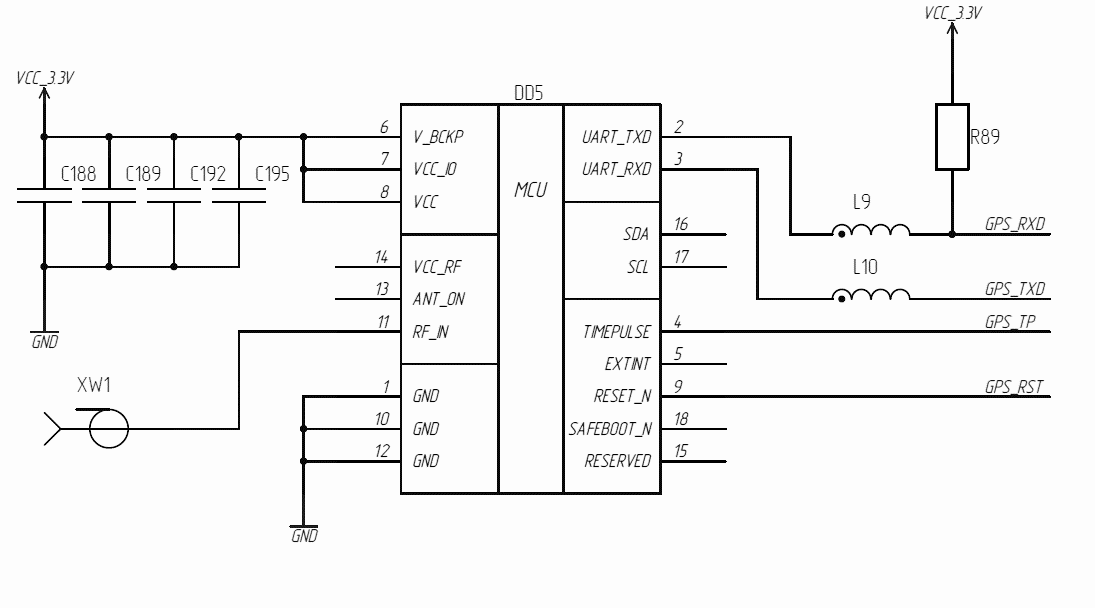 VCC_3.3V
VCC_3.3V
DD5
6 V_BCKP UART_TXD 2
7 VCC_IO UART_RXD 3
R89
C188 C189 C192 C195
MCU
8 VCC
L9
SDA 16
GPS_RXD
14 VCC_RF SCL 17
L10
13 ANT_ON
GPS_TXD
11 RF_IN TIMEPULSE 4 GPS_TP
GND
EXTINT 5
XW1
1 GND RESET_N 9 GPS_RST
10 GND SAFEBOOT_N 18
12 GND RESERVED 15
GND